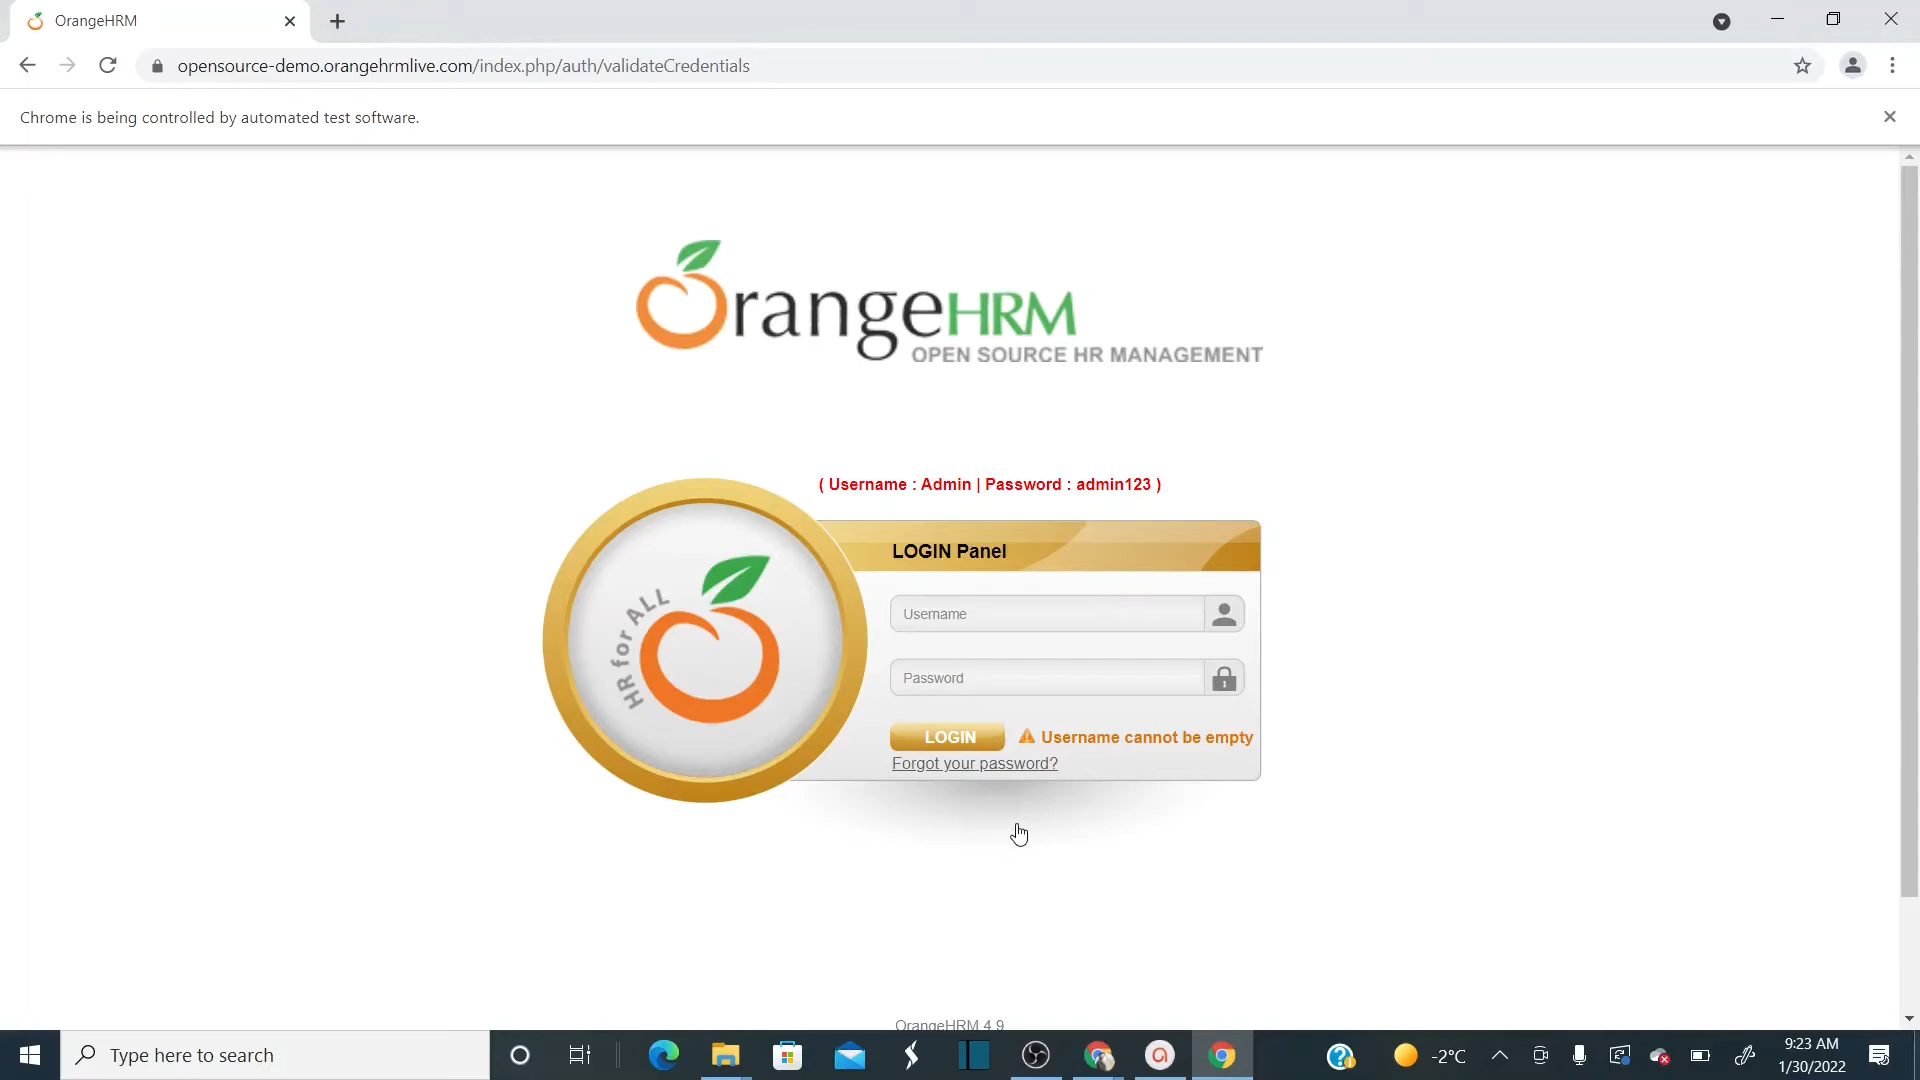 OrangeHRM
opensource-demo.orangehrmlive.com/index.php/auth/validateCredentials
Chrome is being controlled by automated test software.
OrangeHRM
OPEN SOURCE HR MANAGEMENT
( Username : Admin | Password : admin123 )
HR for ALL
LOGIN Panel
Username
Password
LOGIN
Username cannot be empty
Forgot your password?
OrangeHRM 4.9
Type here to search
-2°C
9:23 AM
1/30/2022